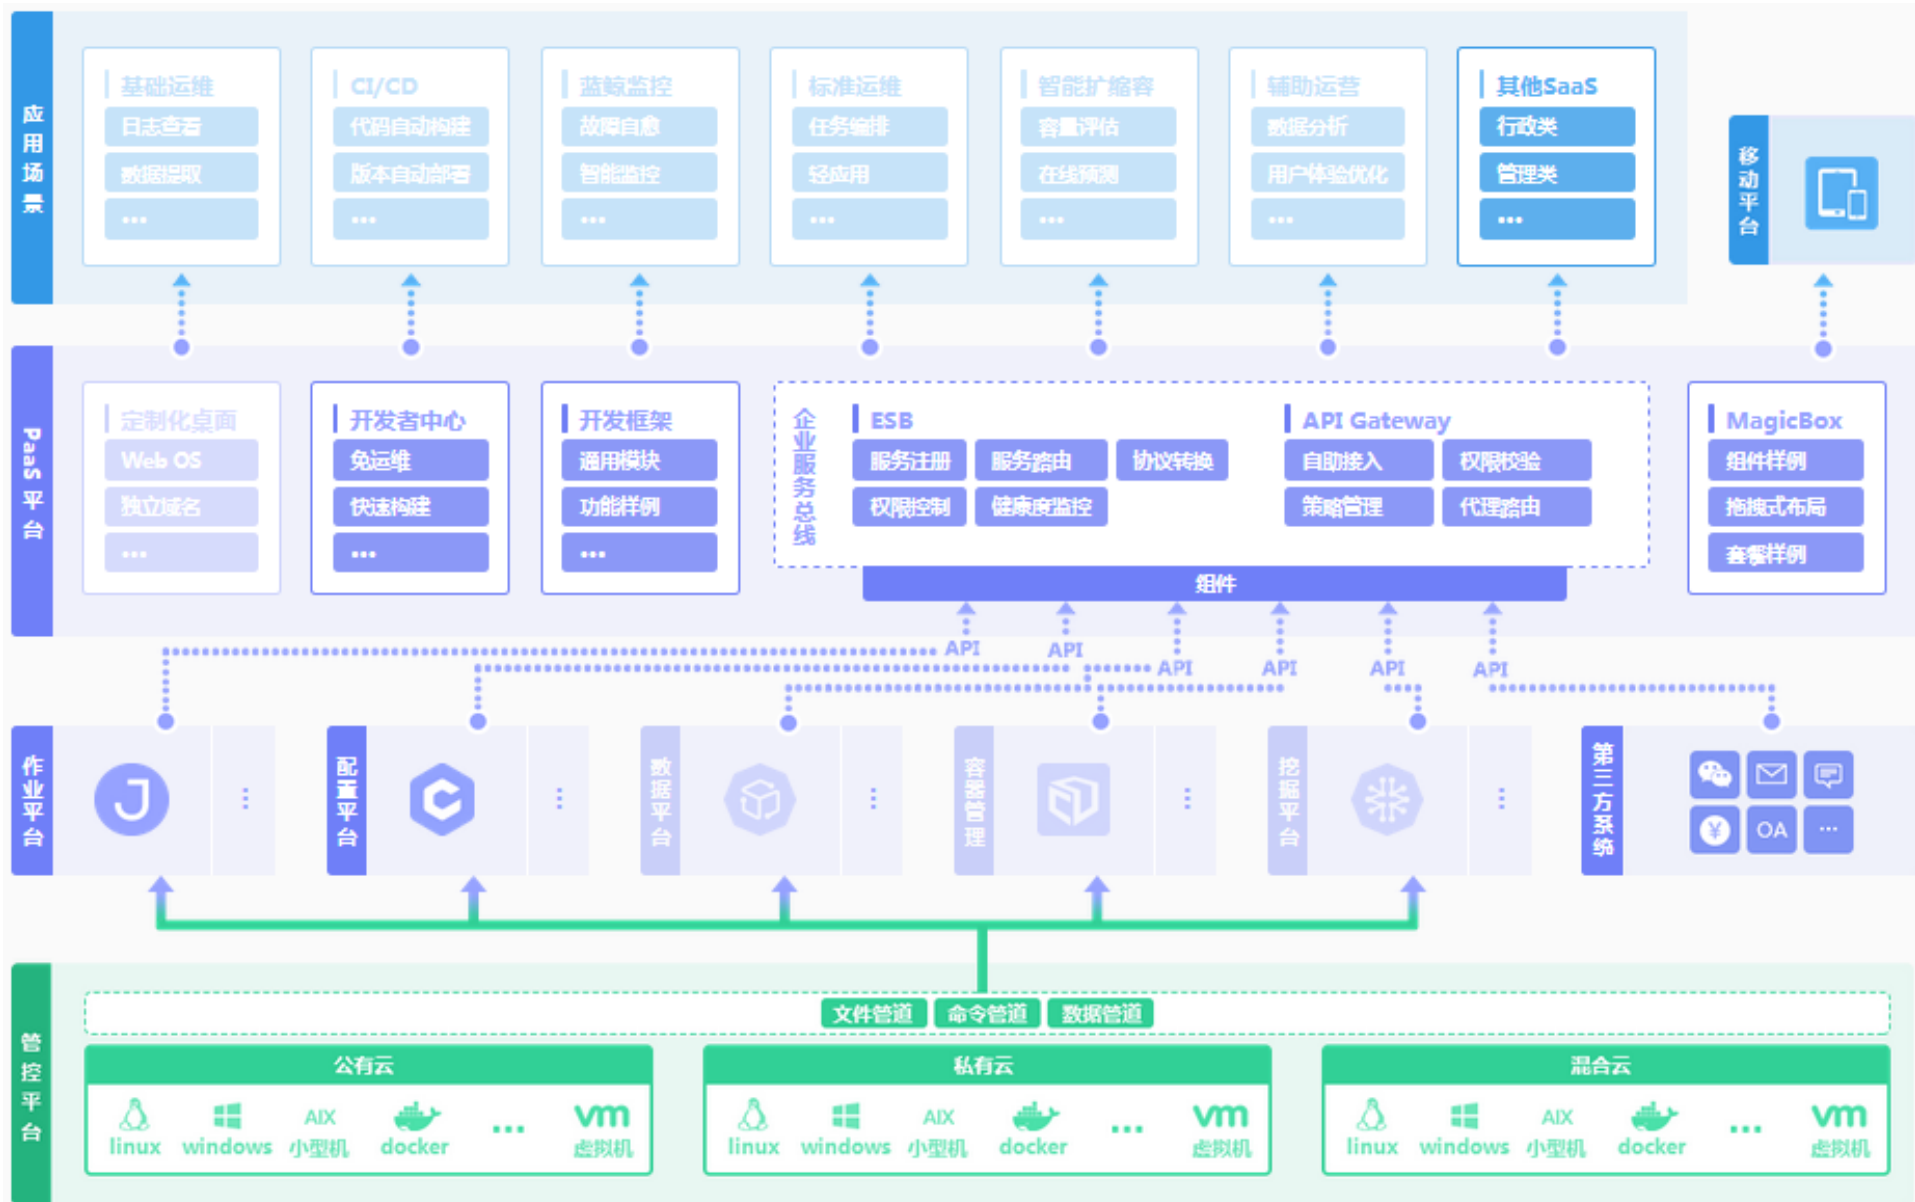 应用场景
基础运维
日志查看
数据提取
...
CI/CD
代码自动构建
版本自动部署
...
蓝鲸监控
故障自愈
智能监控
...
标准运维
任务编排
轻应用
...
智能扩缩容
容量评估
在线预测
...
辅助运营
数据分析
用户体验优化
...
其他SaaS
行政类
管理类
...
移动平台
PaaS平台
定制化桌面
Web OS
独立域名
...
开发者中心
免运维
快速构建
...
开发框架
通用模块
功能样例
...
企业服务总线
ESB
服务注册 服务路由 协议转换
权限控制 健康度监控
API Gateway
自助接入 权限校验
策略管理 代理路由
组件
MagicBox
组件样例
拖拽式布局
套餐样例
API API API API API API
作业平台
配置平台
数据平台
容器管理
挖掘平台
第三方系统
¥ OA ...
管控平台
文件管道 命令管道 数据管道
公有云
linux windows AIX 小型机 docker ... vm 虚拟机
私有云
linux windows AIX 小型机 docker ... vm 虚拟机
混合云
linux windows AIX 小型机 docker ... vm 虚拟机